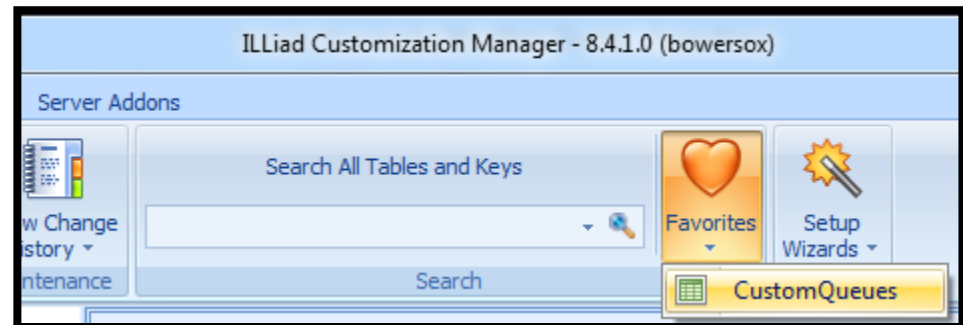 ILLiad Customization Manager - 8.4.1.0 (bowersox)
Server Addons
Search All Tables and Keys
w Change
istory
Favorites
Setup
Wizards
ntenance
Search
CustomQueues